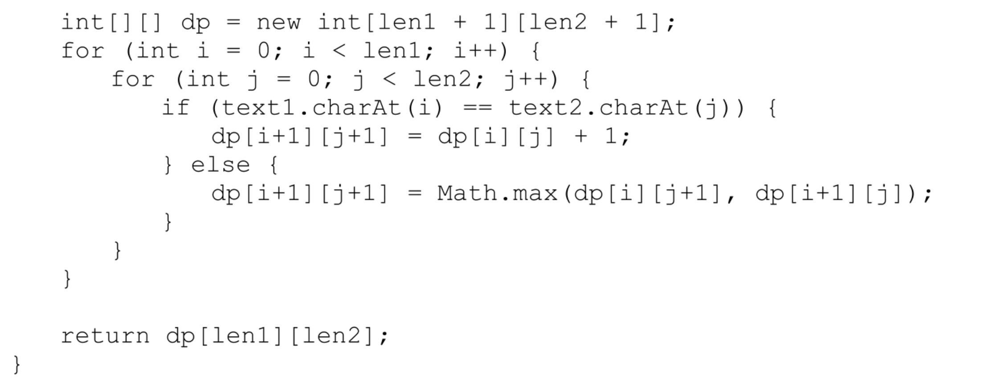 int[][] dp = new int[len1 + 1][len2 + 1];
for (int i = 0; i < len1; i++) {
for (int j = 0; j < len2; j++) {
if (text1.charAt(i) == text2.charAt(j)) {
dp[i+1][j+1] = dp[i][j] + 1;
} else {
dp[i+1][j+1] = Math.max(dp[i][j+1], dp[i+1][j]);
}
}
}
return dp[len1][len2];
}